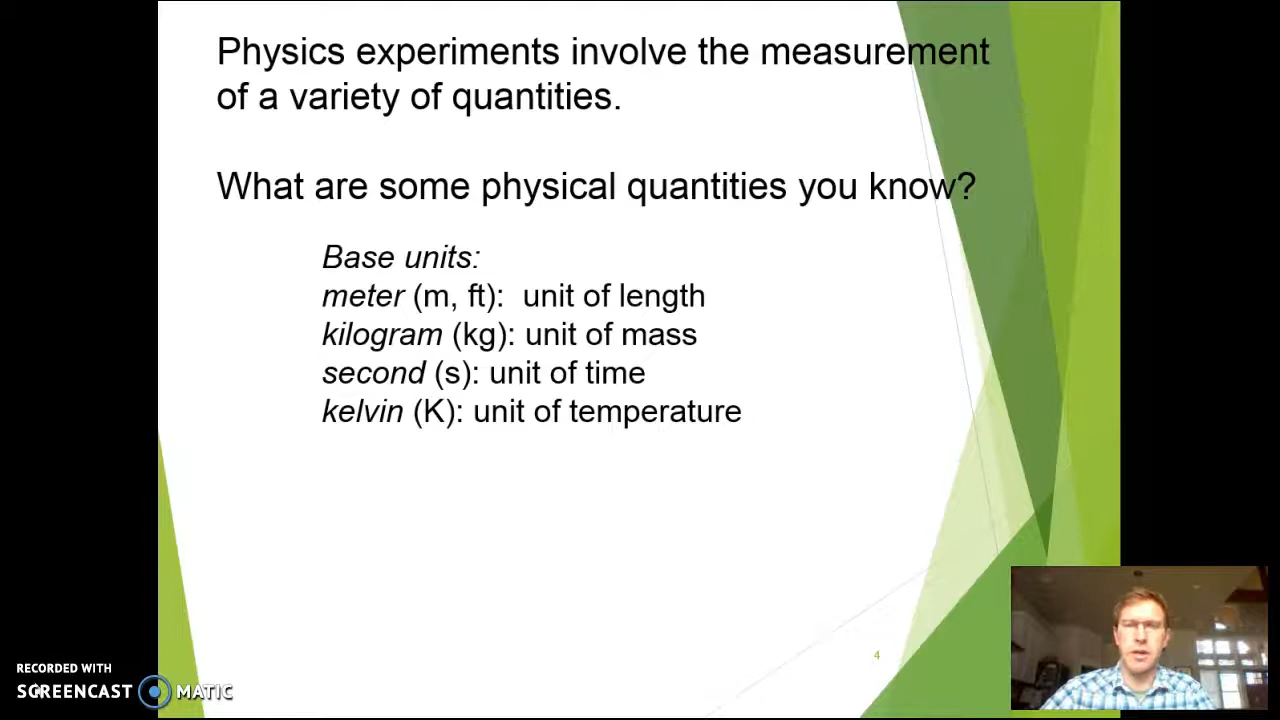 Physics experiments involve the measurement
of a variety of quantities.
What are some physical quantities you know?
Base units:
meter (m, ft):  unit of length
kilogram (kg): unit of mass
second (s): unit of time
kelvin (K): unit of temperature
4
RECORDED WITH
SCREENCAST MATIC